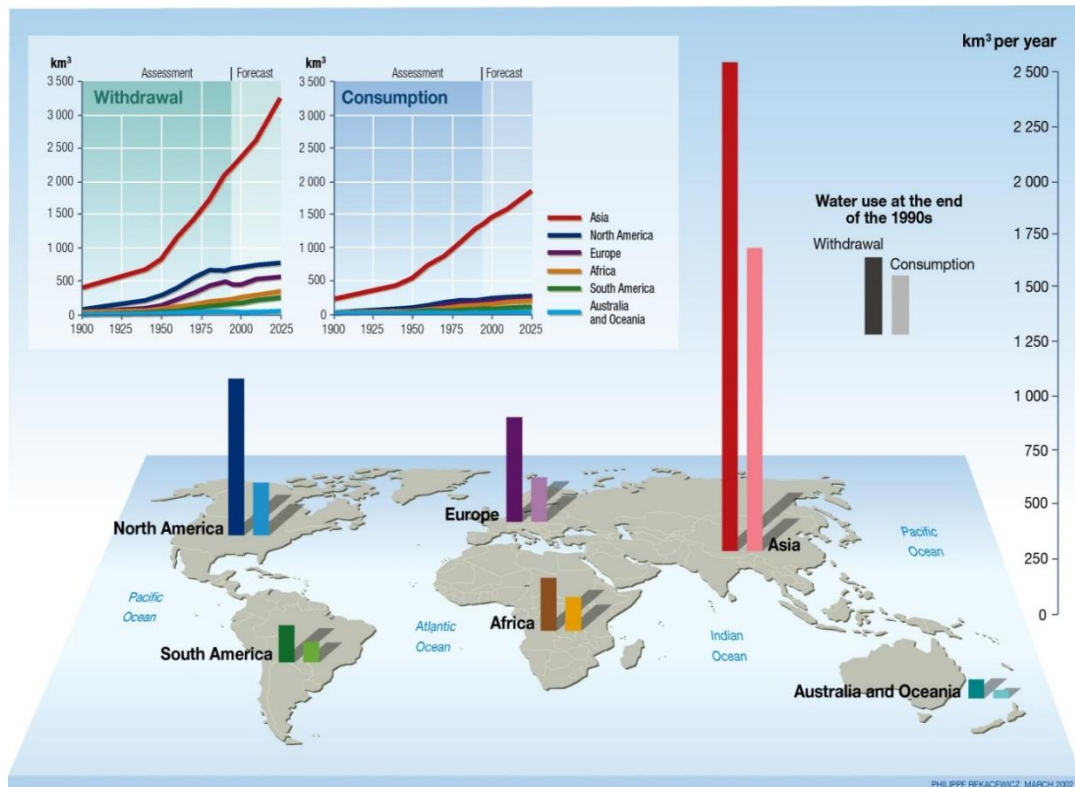 km³ per year
2 500
2 250
2 000
1 750
1 500
1 250
1 000
750
500
250
0
km³
Assessment
Forecast
Withdrawal
3 500
3 000
2 500
2 000
1 500
1 000
500
0
1900
1925
1950
1975
2000
2025
km³
Assessment
Forecast
Consumption
3 500
3 000
2 500
2 000
1 500
1 000
500
0
1900
1925
1950
1975
2000
2025
Asia
North America
Europe
Africa
South America
Australia
and Oceania
Water use at the end
of the 1990s
Withdrawal
Consumption
North America
Europe
Asia
Pacific
Ocean
Pacific
Ocean
South America
Atlantic
Ocean
Africa
Indian
Ocean
Australia and Oceania
PHILIPPE REKACEWICZ, MARCH 2002